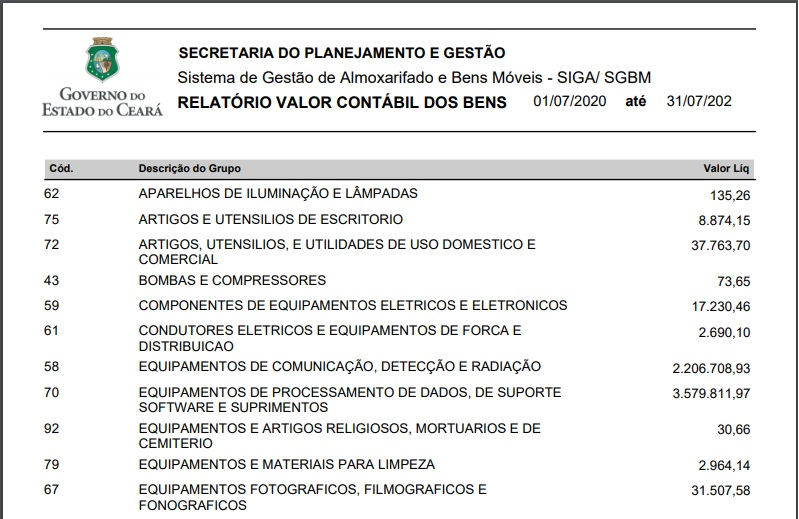 SECRETARIA DO PLANEJAMENTO E GESTÃO
Sistema de Gestão de Almoxarifado e Bens Móveis - SIGA/ SGBM
GOVERNO DO
ESTADO DO CEARÁ
RELATÓRIO VALOR CONTÁBIL DOS BENS 01/07/2020 até 31/07/202
Cód. Descrição do Grupo Valor Líq
62 APARELHOS DE ILUMINAÇÃO E LÂMPADAS 135,26
75 ARTIGOS E UTENSILIOS DE ESCRITORIO 8.874,15
72 ARTIGOS, UTENSILIOS, E UTILIDADES DE USO DOMESTICO E 37.763,70
COMERCIAL
43 BOMBAS E COMPRESSORES 73,65
59 COMPONENTES DE EQUIPAMENTOS ELETRICOS E ELETRONICOS 17.230,46
61 CONDUTORES ELETRICOS E EQUIPAMENTOS DE FORCA E 2.690,10
DISTRIBUICAO
58 EQUIPAMENTOS DE COMUNICAÇÃO, DETECÇÃO E RADIAÇÃO 2.206.708,93
70 EQUIPAMENTOS DE PROCESSAMENTO DE DADOS, DE SUPORTE 3.579.811,97
SOFTWARE E SUPRIMENTOS
92 EQUIPAMENTOS E ARTIGOS RELIGIOSOS, MORTUARIOS E DE 30,66
CEMITERIO
79 EQUIPAMENTOS E MATERIAIS PARA LIMPEZA 2.964,14
67 EQUIPAMENTOS FOTOGRAFICOS, FILMOGRAFICOS E 31.507,58
FONOGRAFICOS